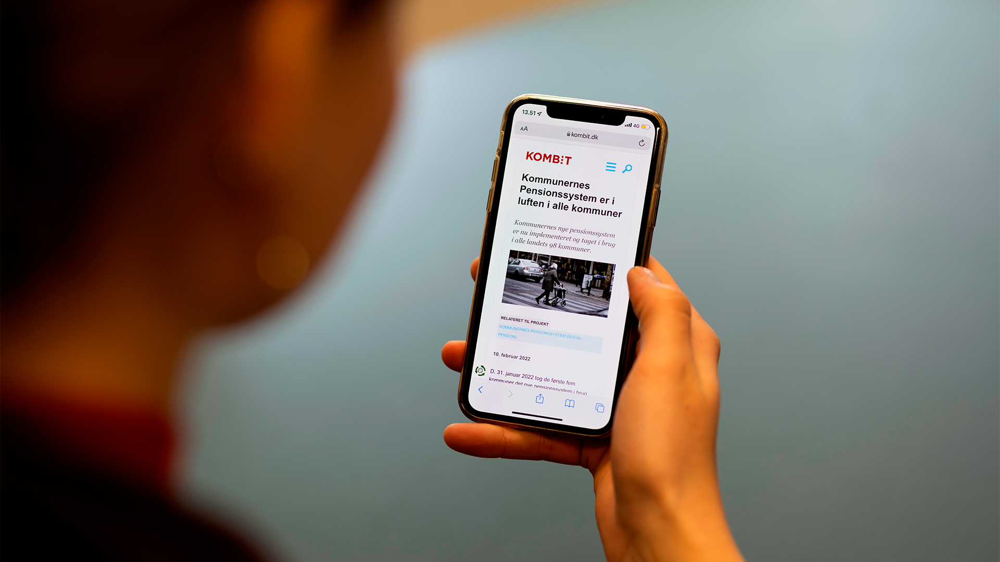 13.51
4G
AA
kombit.dk
KOMBIT
Kommunernes
Pensionssystem er i
luften i alle kommuner
Kommunernes nye pensionssystem
er nu implementeret og taget i brug
i alle landets 98 kommuner.
RELATERET TIL PROJEKT
KOMMUNERNES PENSIONSSYSTEM (SOCIAL
PENSION)
10. februar 2022
D. 31. januar 2022 tog de første fem
kommuner det nye pensionssystem i brug